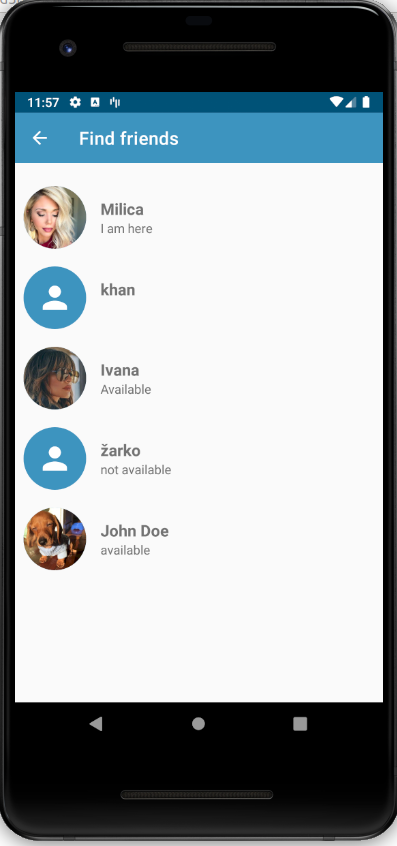 11:57
Find friends
Milica
I am here
khan
Ivana
Available
žarko
not available
John Doe
available